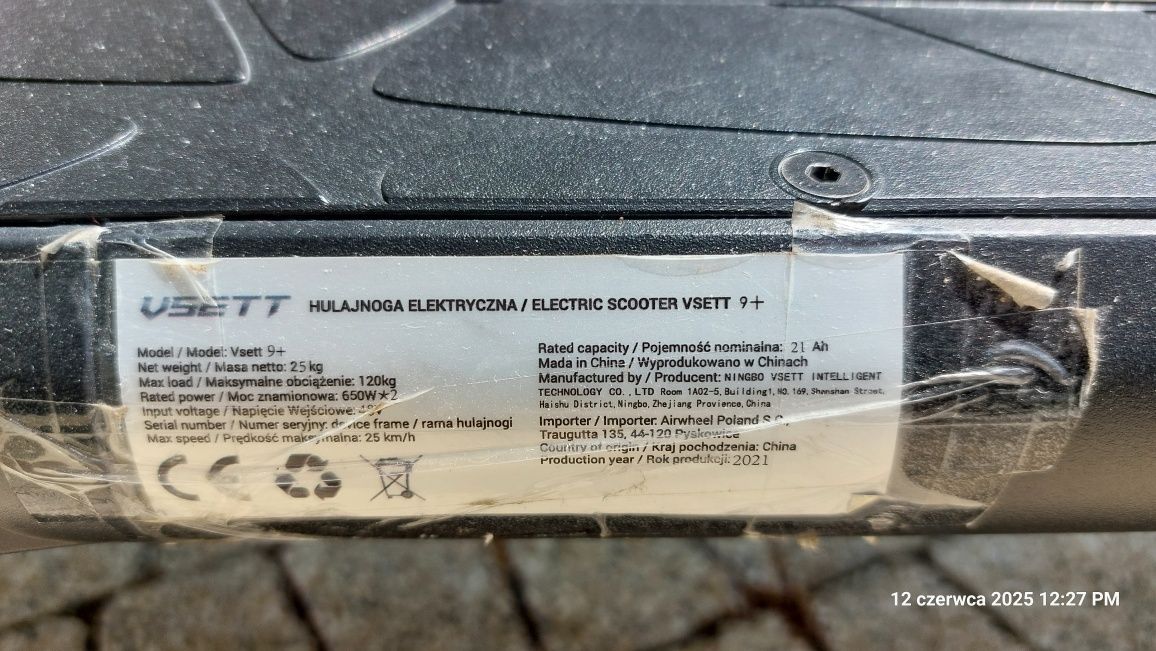 VSETT HULAJNOGA ELEKTRYCZNA / ELECTRIC SCOOTER VSETT 9+
Model / Model: Vsett 9+
Net weight / Masa netto: 25 kg
Max load / Maksymalne obciążenie: 120kg
Rated power / Moc znamionowa: 650W*2
Input voltage / Napięcie Wejściowe:
Serial number / Numer seryjny: device frame / rama hulajnogi
Max speed / Prędkość maksymalna: 25 km/h
CE
Rated capacity / Pojemność nominalna: 21 Ah
Made in China / Wyprodukowano w Chinach
Manufactured by / Producent: NINGBO VSETT INTELLIGENT
TECHNOLOGY CO., LTD Room 1A02-5, Building1, NO.169, Shanshan Street,
Haishu District, Ningbo, Zhejiang Provience, China
Importer / Importer: Airwheel Poland S.C,
Traugutta 135, 44-120 Pyskowice
Country of origin / Kraj pochodzenia: China
Production year / Rok produkcji: 2021
12 czerwca 2025 12:27 PM